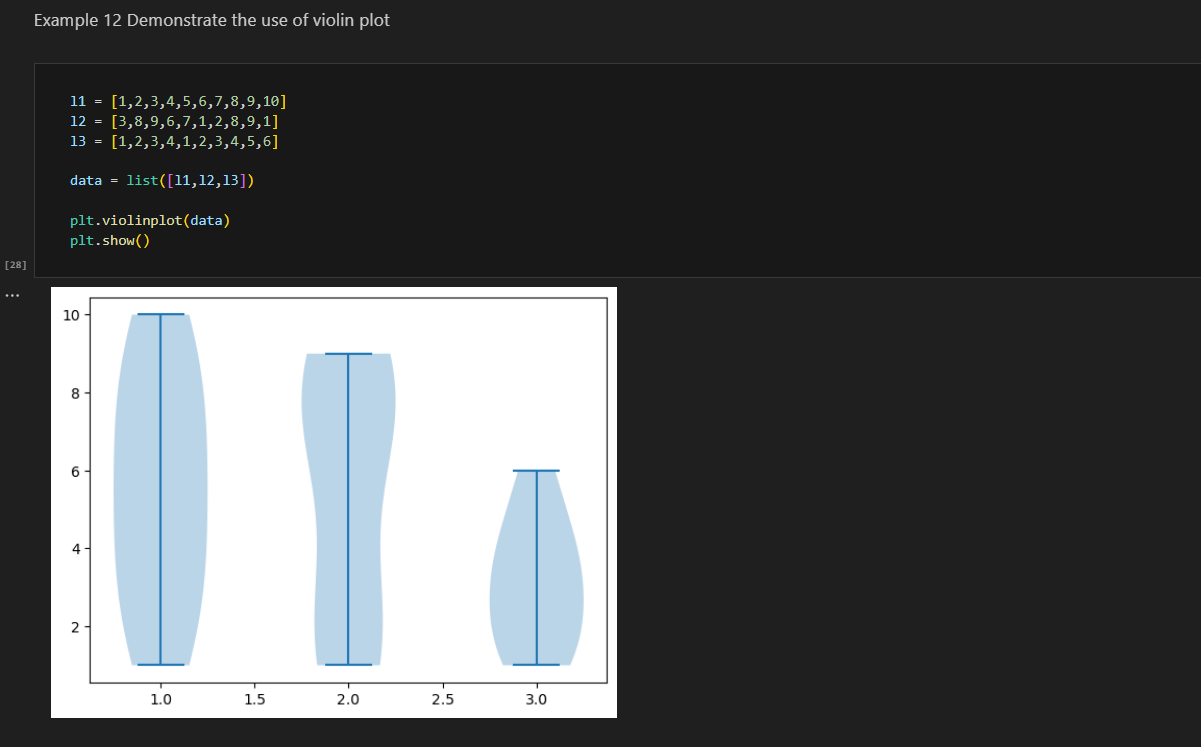 Example 12 Demonstrate the use of violin plot
l1 = [1,2,3,4,5,6,7,8,9,10]
l2 = [3,8,9,6,7,1,2,8,9,1]
l3 = [1,2,3,4,1,2,3,4,5,6]
data = list([l1,l2,l3])
plt.violinplot(data)
plt.show()
[28]
...
10
8
6
4
2
1.0 1.5 2.0 2.5 3.0